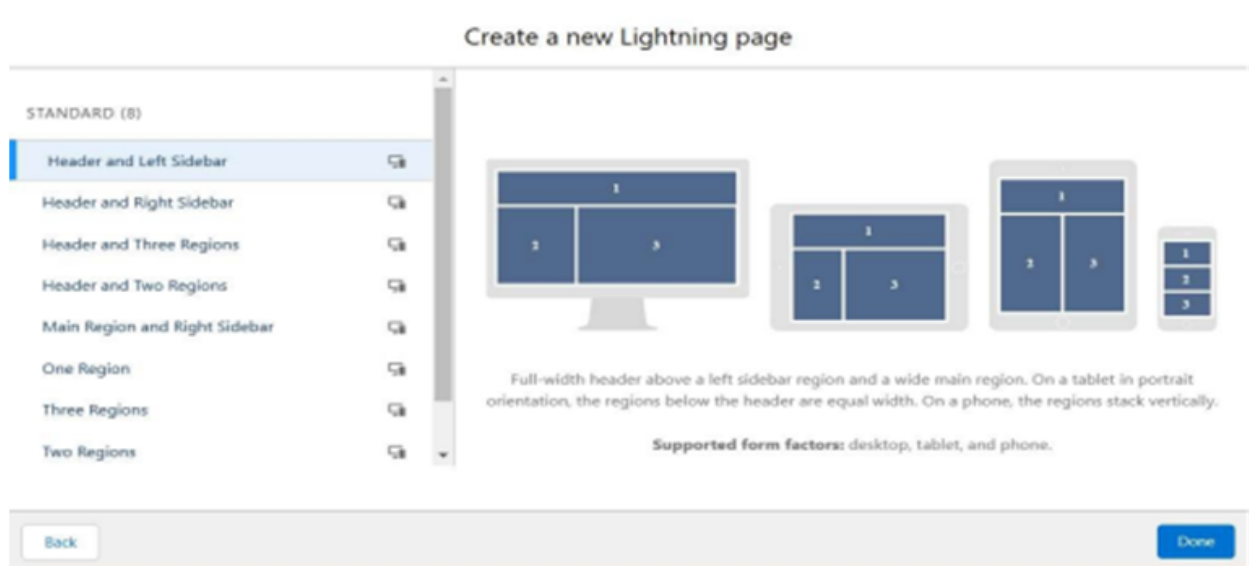 Create a new Lightning page
STANDARD (8)
Header and Left Sidebar
Header and Right Sidebar
Header and Three Regions
Header and Two Regions
Main Region and Right Sidebar
One Region
Three Regions
Two Regions
1
2 3
1
2 3
1
2 3
1
2
3
Full-width header above a left sidebar region and a wide main region. On a tablet in portrait
orientation, the regions below the header are equal width. On a phone, the regions stack vertically.
Supported form factors: desktop, tablet, and phone.
Back
Done